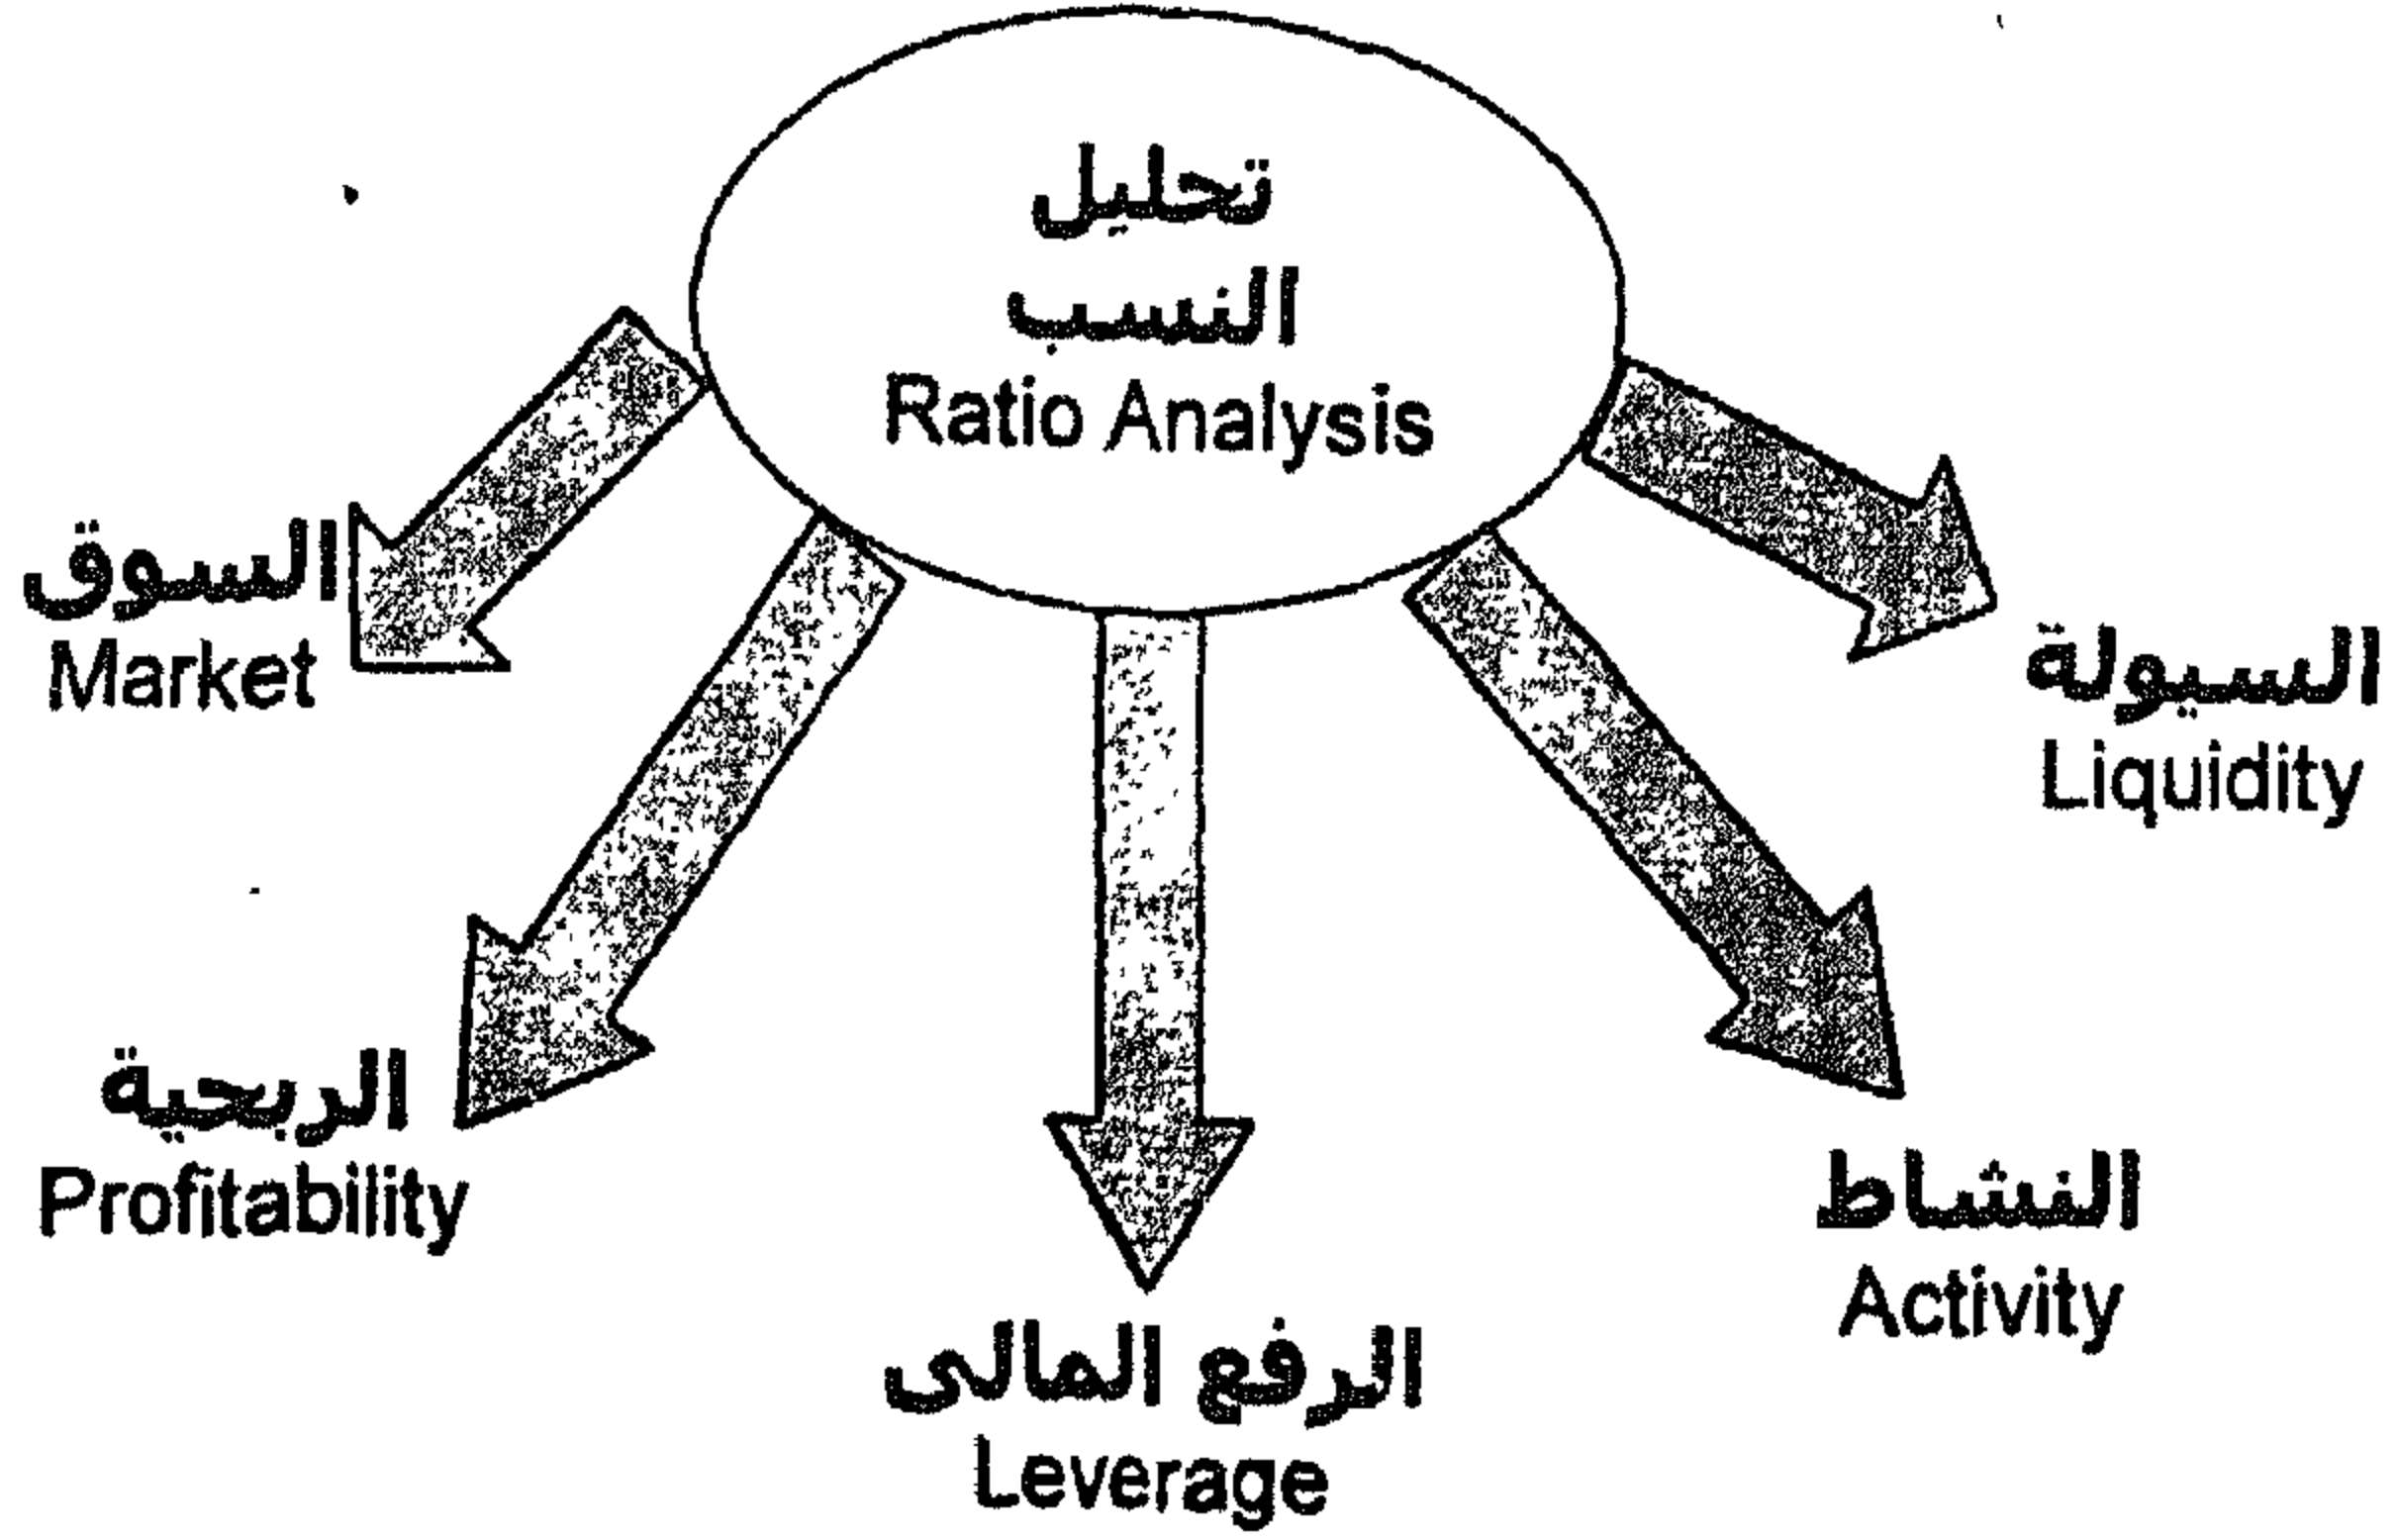 تحليل
النسب
Ratio Analysis
السيولة
Liquidity
النشاط
Activity
الرفع المالى
Leverage
الربحية
Profitability
السوق
Market